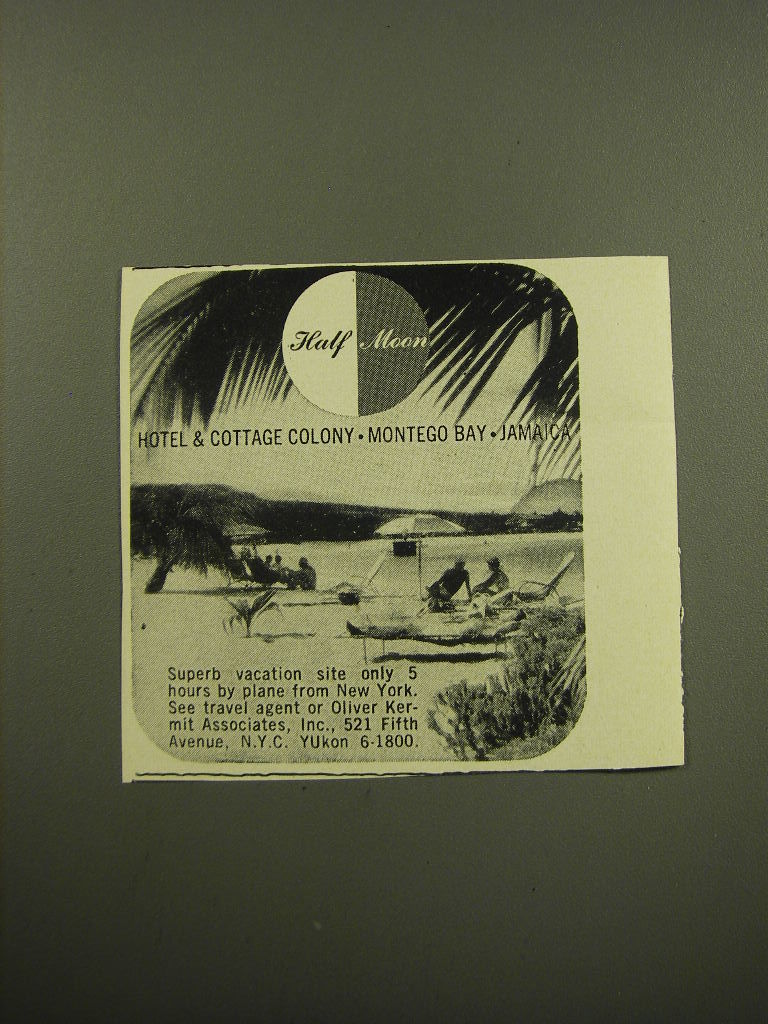 Half Moon
HOTEL & COTTAGE COLONY • MONTEGO BAY • JAMAICA
Superb vacation site only 5
hours by plane from New York.
See travel agent or Oliver Ker-
mit Associates, Inc., 521 Fifth
Avenue, N.Y.C. YUkon 6-1800.